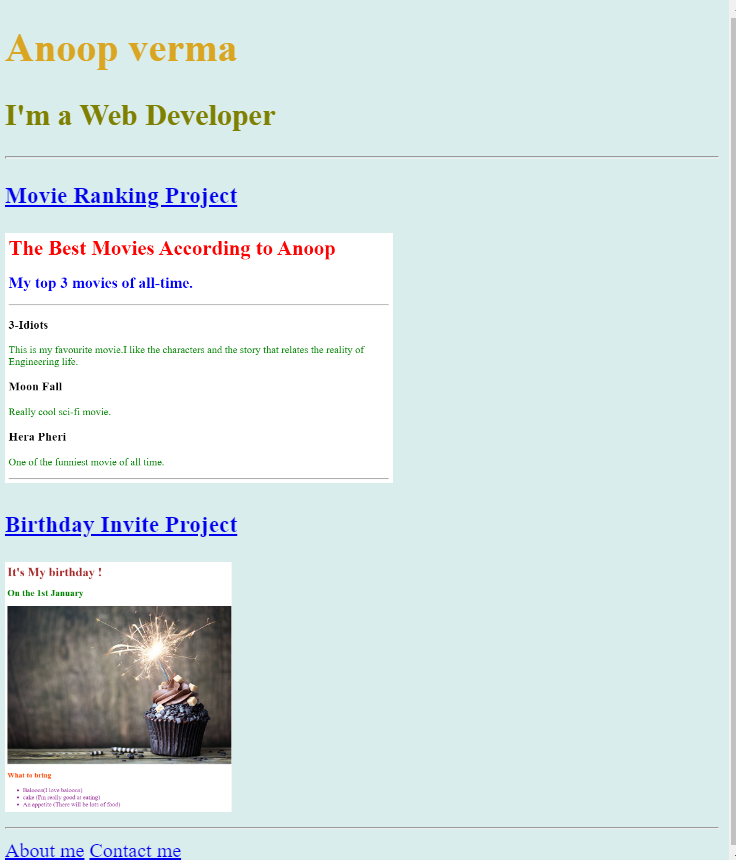 Anoop verma
I'm a Web Developer
Movie Ranking Project
The Best Movies According to Anoop
My top 3 movies of all-time.
3-Idiots
This is my favourite movie.I like the characters and the story that relates the reality of
Engineering life.
Moon Fall
Really cool sci-fi movie.
Hera Pheri
One of the funniest movie of all time.
Birthday Invite Project
It's My birthday !
On the 1st January
What to bring
Baloons(I love baloons)
cake (I'm really good at eating)
An appetite (There will be lots of food)
About me Contact me